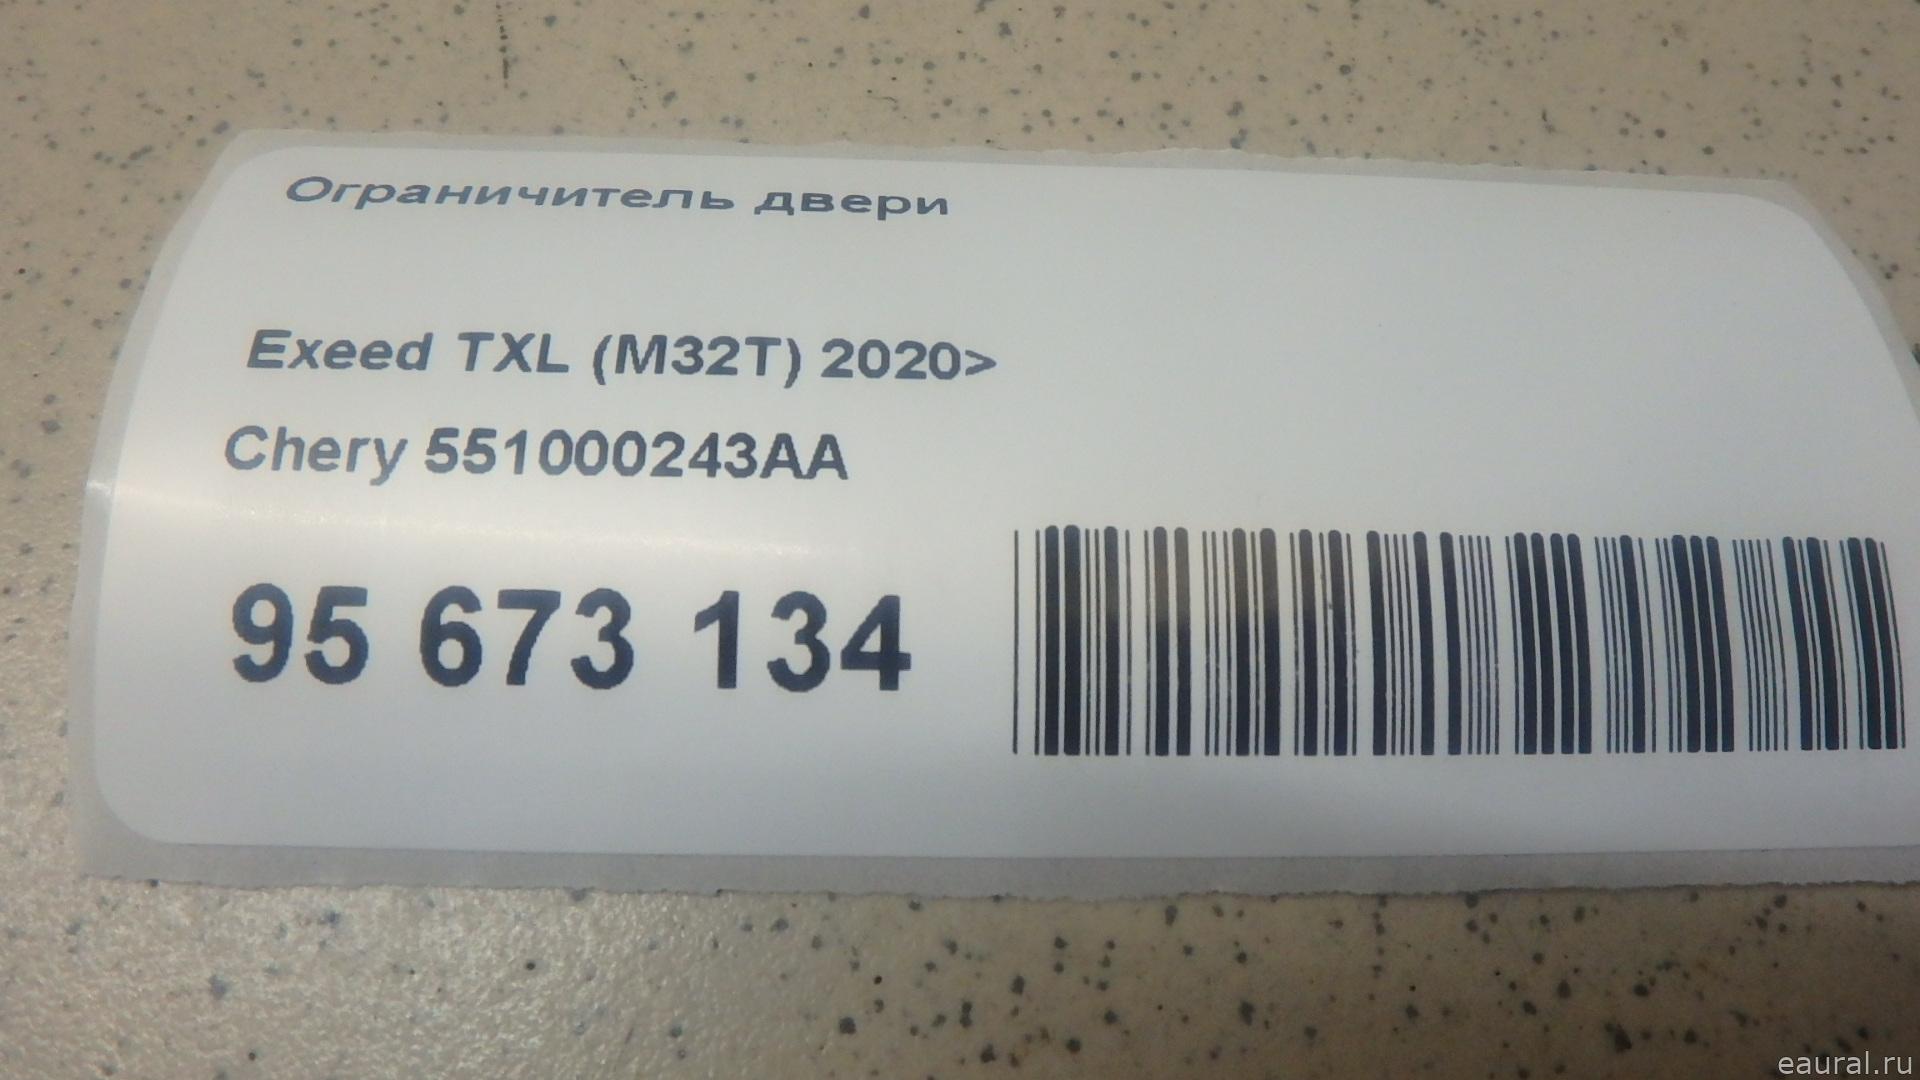 Ограничитель двери
Exeed TXL (M32T) 2020>
Chery 551000243AA
95 673 134
eaural.ru